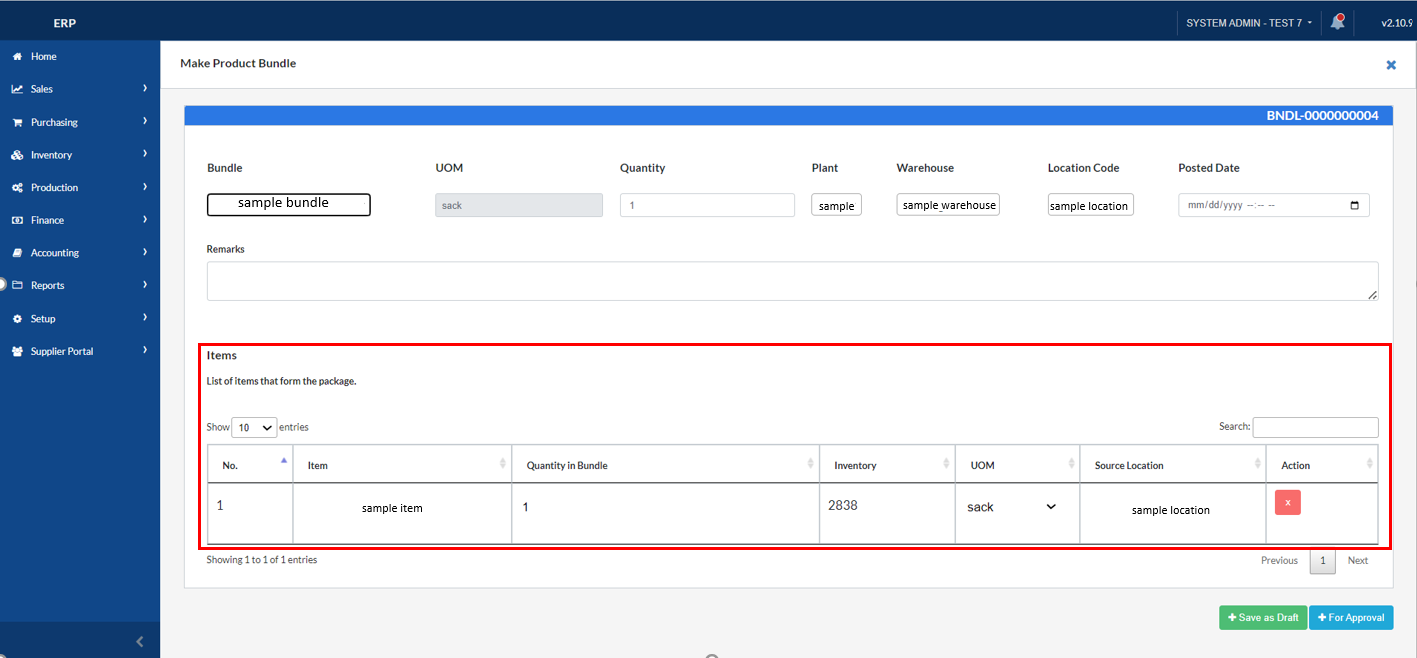 ERP
SYSTEM ADMIN - TEST 7
v2.10.9
Home
Sales
Purchasing
Inventory
Production
Finance
Accounting
Reports
Setup
Supplier Portal
Make Product Bundle
BNDL-0000000004
Bundle UOM Quantity Plant Warehouse Location Code Posted Date
sample bundle sack 1 sample sample_warehouse sample location mm/dd/yyyy --:-- --
Remarks
Items
List of items that form the package.
Show 10 entries Search:
No. Item Quantity in Bundle Inventory UOM Source Location Action
1 sample item 1 2838 sack sample location x
Showing 1 to 1 of 1 entries Previous 1 Next
+ Save as Draft + For Approval